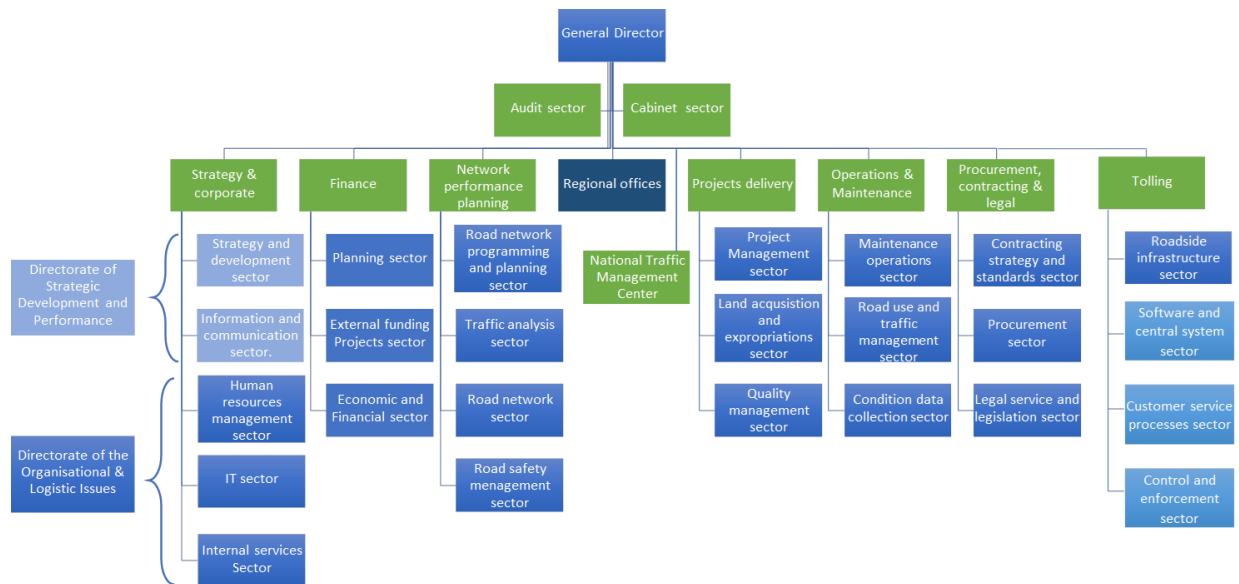 General Director
Audit sector
Cabinet sector
Strategy &
corporate
Finance
Network
performance
planning
Regional offices
Projects delivery
Operations &
Maintenance
Procurement,
contracting &
legal
Tolling
Directorate of
Strategic
Development and
Performance
Strategy and
development
sector
Information and
communication
sector.
Directorate of the
Organisational &
Logistic Issues
Human
resources
management
sector
IT sector
Internal services
Sector
Planning sector
External funding
Projects sector
Economic and
Financial sector
Road network
programming
and planning
sector
Traffic analysis
sector
Road network
sector
Road safety
menagement
sector
National Traffic
Management
Center
Project
Management
sector
Land acqusistion
and
expropriations
sector
Quality
management
sector
Maintenance
operations
sector
Road use and
traffic
management
sector
Condition data
collection sector
Contracting
strategy and
standards sector
Procurement
sector
Legal service and
legislation sector
Roadside
infrastructure
sector
Software and
central system
sector
Customer service
processes sector
Control and
enforcement
sector